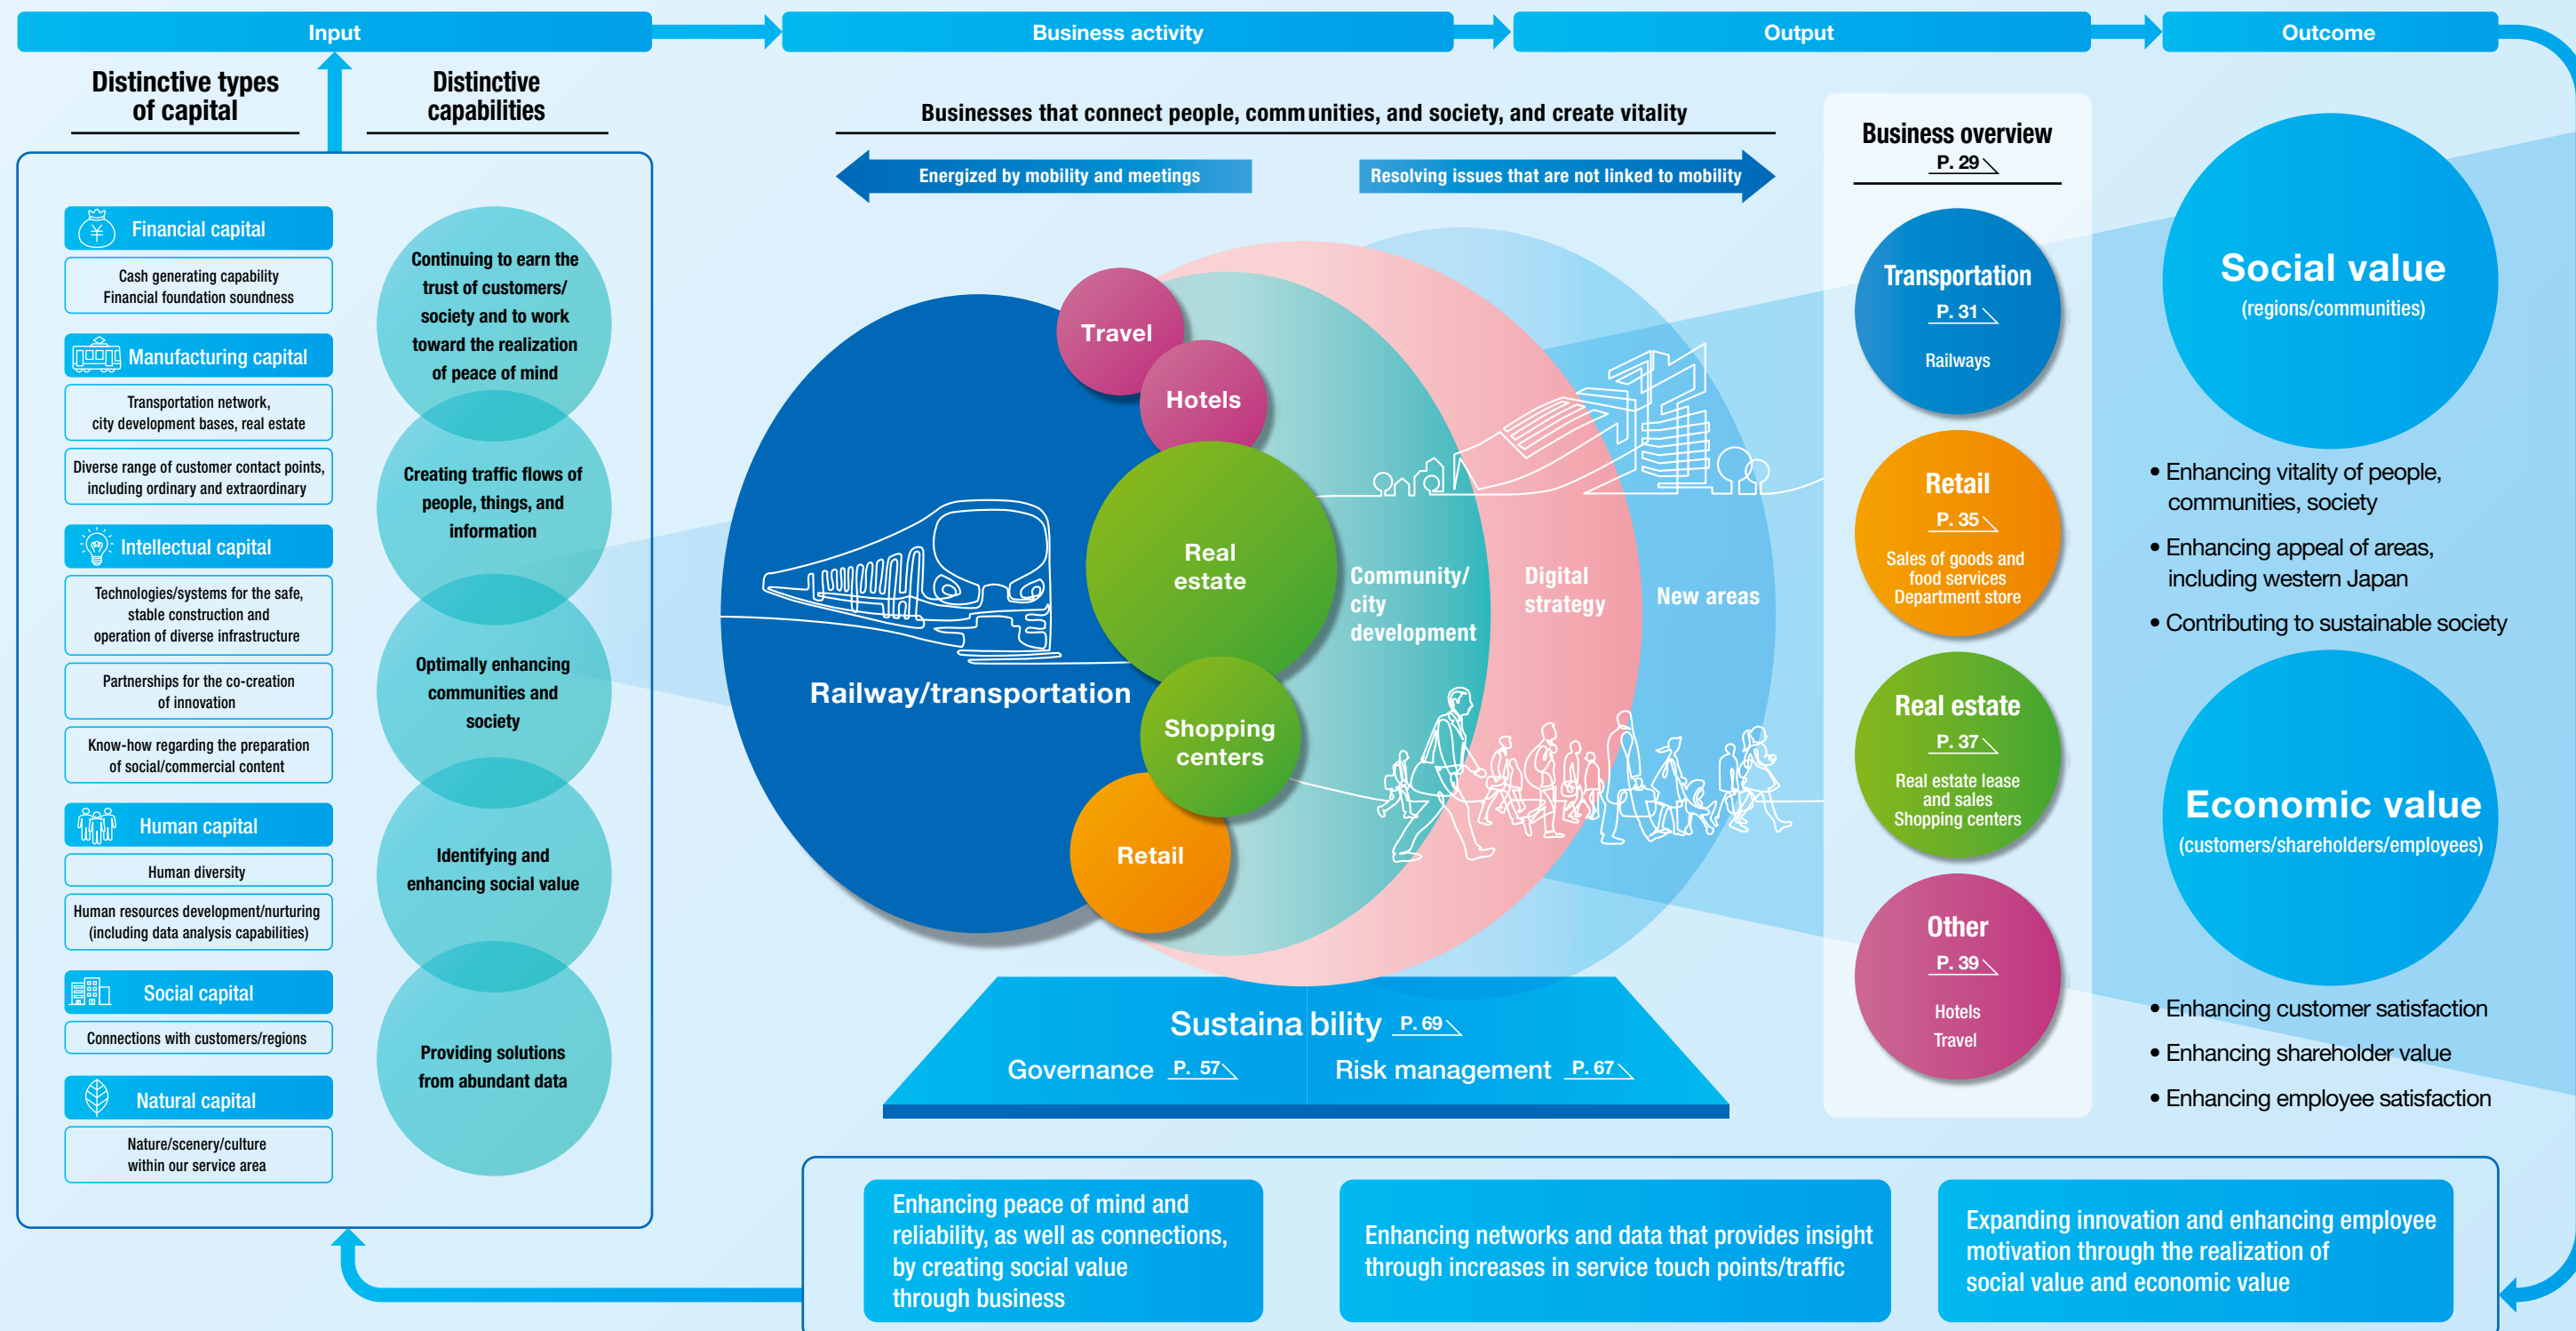 Input
Business activity
Output
Outcome
Distinctive types
of capital
Distinctive
capabilities
Financial capital
Cash generating capability
Financial foundation soundness
Manufacturing capital
Transportation network,
city development bases, real estate
Diverse range of customer contact points,
including ordinary and extraordinary
Intellectual capital
Technologies/systems for the safe,
stable construction and
operation of diverse infrastructure
Partnerships for the co-creation
of innovation
Know-how regarding the preparation
of social/commercial content
Human capital
Human diversity
Human resources development/nurturing
(including data analysis capabilities)
Social capital
Connections with customers/regions
Natural capital
Nature/scenery/culture
within our service area
Continuing to earn the
trust of customers/
society and to work
toward the realization
of peace of mind
Creating traffic flows of
people, things, and
information
Optimally enhancing
communities and
society
Identifying and
enhancing social value
Providing solutions
from abundant data
Businesses that connect people, communities, and society, and create vitality
Energized by mobility and meetings
Resolving issues that are not linked to mobility
Travel
Hotels
Real
estate
Railway/transportation
Shopping
centers
Retail
Community/
city
development
Digital
strategy
New areas
Sustainability P. 69
Governance P. 57
Risk management P. 67
Business overview
P. 29
Transportation
P. 31
Railways
Retail
P. 35
Sales of goods and
food services
Department store
Real estate
P. 37
Real estate lease
and sales
Shopping centers
Other
P. 39
Hotels
Travel
Social value
(regions/communities)
• Enhancing vitality of people,
communities, society
• Enhancing appeal of areas,
including western Japan
• Contributing to sustainable society
Economic value
(customers/shareholders/employees)
• Enhancing customer satisfaction
• Enhancing shareholder value
• Enhancing employee satisfaction
Enhancing peace of mind and
reliability, as well as connections,
by creating social value
through business
Enhancing networks and data that provides insight
through increases in service touch points/traffic
Expanding innovation and enhancing employee
motivation through the realization of
social value and economic value